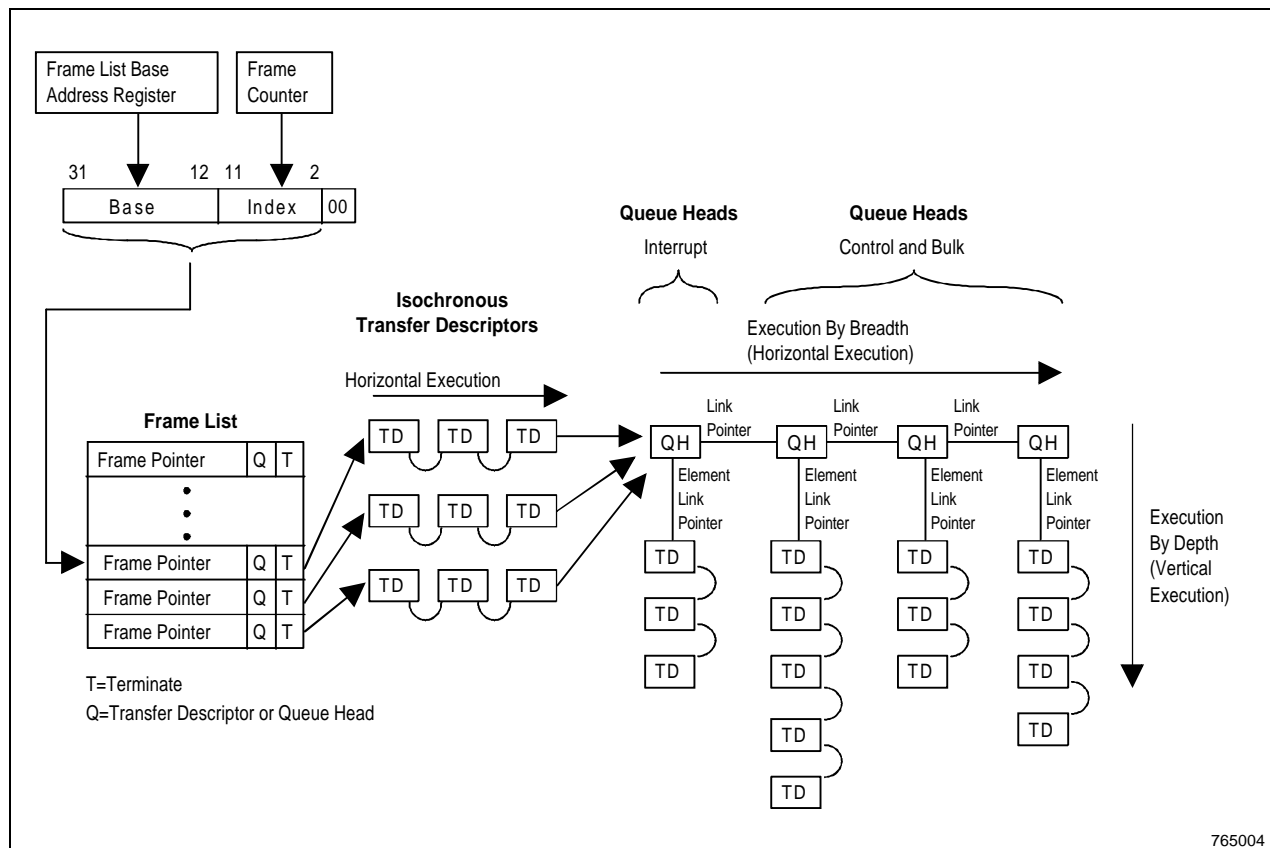 Frame List Base
Address Register
Frame
Counter
31 12 11 2
Base Index 00
Queue Heads
Interrupt
Queue Heads
Control and Bulk
Execution By Breadth
(Horizontal Execution)
Isochronous
Transfer Descriptors
Horizontal Execution
Frame List
Frame Pointer Q T
Frame Pointer Q T
Frame Pointer Q T
Frame Pointer Q T
T=Terminate
Q=Transfer Descriptor or Queue Head
TD TD TD
TD TD TD
TD TD TD
Link
Pointer
Link
Pointer
Link
Pointer
QH QH QH QH
Element
Link
Pointer
Element
Link
Pointer
Element
Link
Pointer
Element
Link
Pointer
TD TD TD TD
TD TD TD TD
TD TD TD TD
TD TD
TD
Execution
By Depth
(Vertical
Execution)
765004